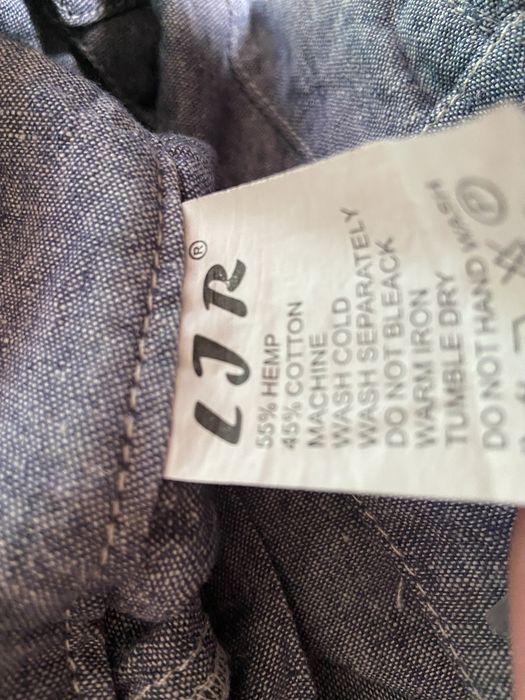 LJR®
55% HEMP
45% COTTON
MACHINE
WASH COLD
WASH SEPARATELY
DO NOT BLEACK
WARM IRON
TUMBLE DRY
DO NOT HAND WASH
P